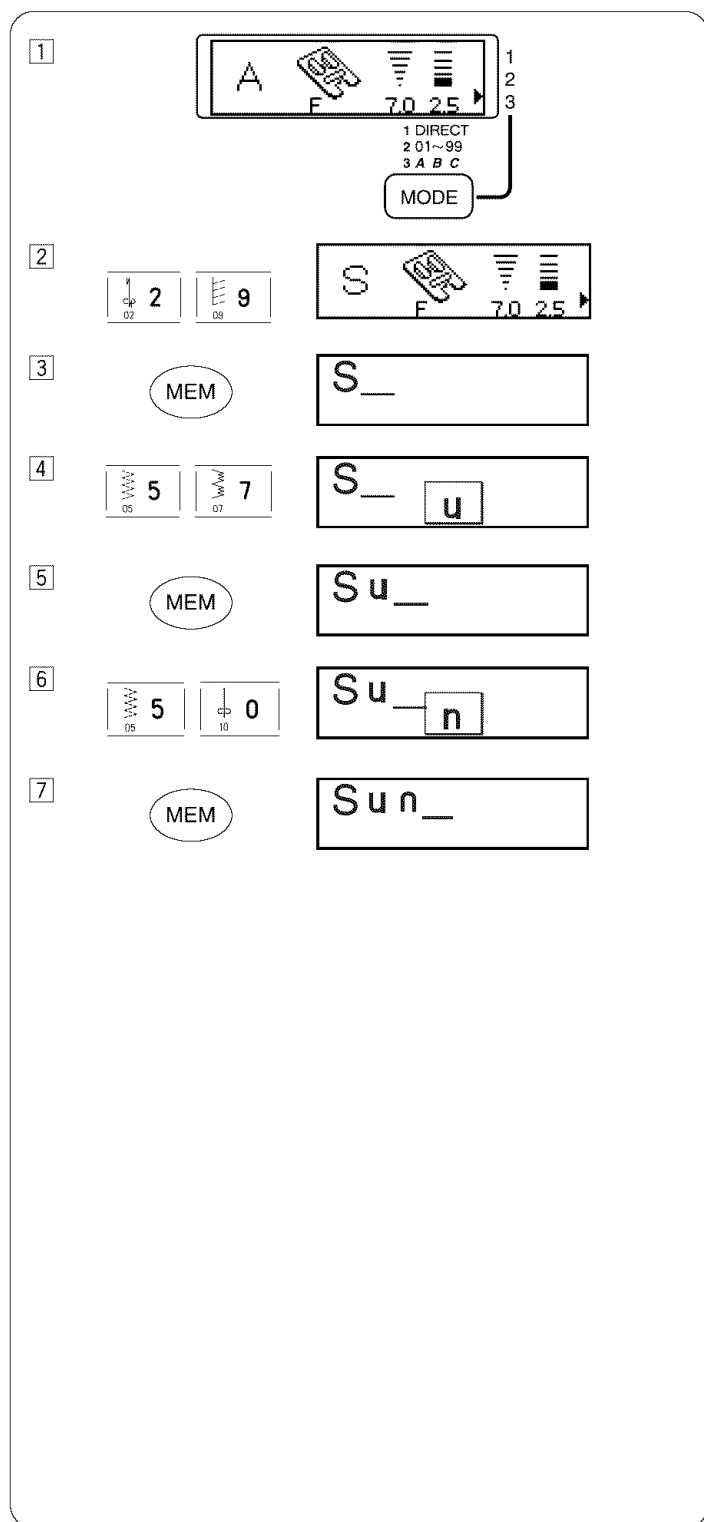 1
A F 7.0 2.5 1
2
3
1 DIRECT
2 01~99
3 A B C
MODE
2
2 02 9 09
S F 7.0 2.5
3
MEM
S_
4
5 05 7 07
S_ u
5
MEM
Su_
6
5 05 0 10
Su_ n
7
MEM
Sun_